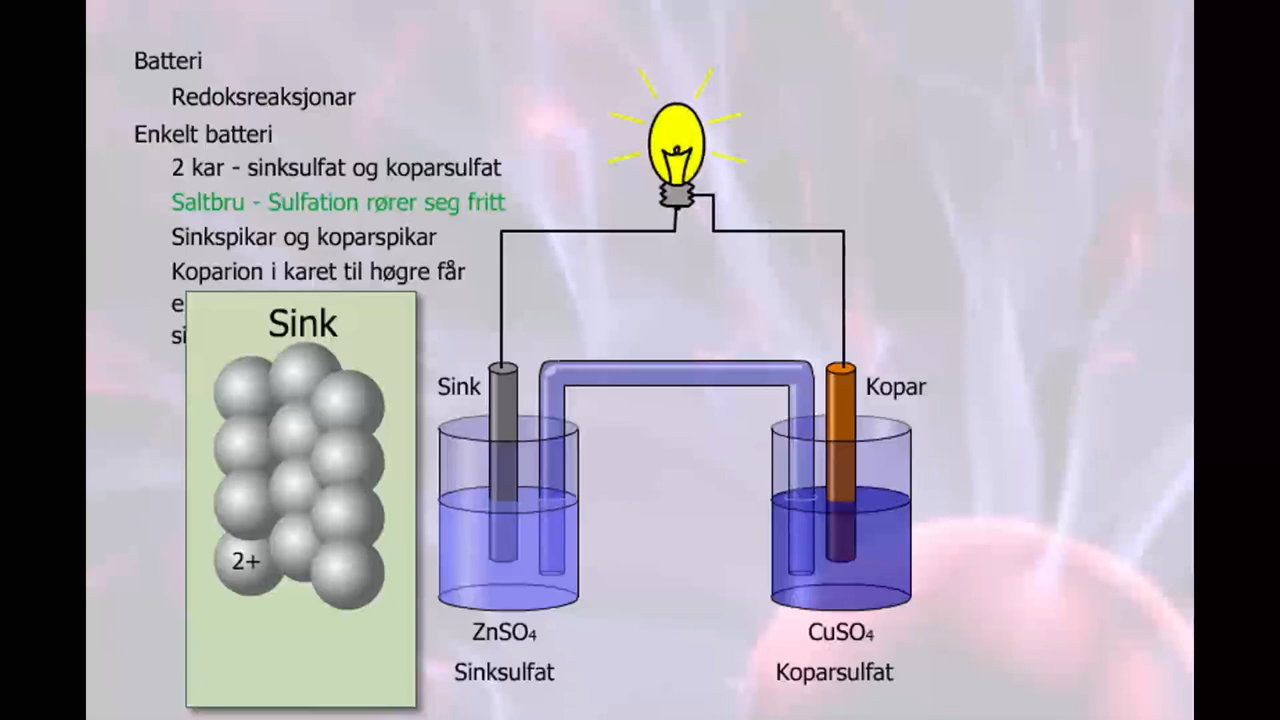 Batteri
Redoksreaksjonar
Enkelt batteri
2 kar - sinksulfat og koparsulfat
Saltbru - Sulfation rører seg fritt
Sinkspikar og koparspikar
Koparion i karet til høgre får
Sink
2+
Sink
Kopar
ZnSO₄
Sinksulfat
CuSO₄
Koparsulfat